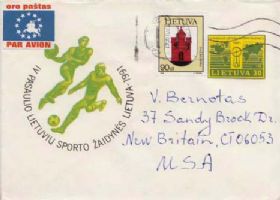 oro paštas
PAR AVION
LIETUVA
90
LIETUVA 30
IV PASAULIO LIETUVIŲ SPORTO ŽAIDYNĖS LIETUVA '1991
V. Bernotas
37 Sandy Brook Dr.
New Britain, CT 06053
USA